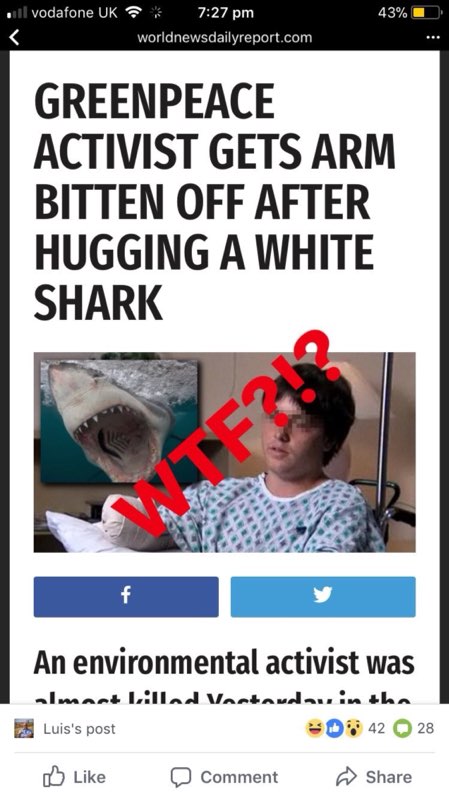 vodafone UK 7:27 pm 43%
worldnewsdailyreport.com
GREENPEACE
ACTIVIST GETS ARM
BITTEN OFF AFTER
HUGGING A WHITE
SHARK
WTF?!?
An environmental activist was
almost killed Yesterday in the
Luis's post 42 28
Like Comment Share